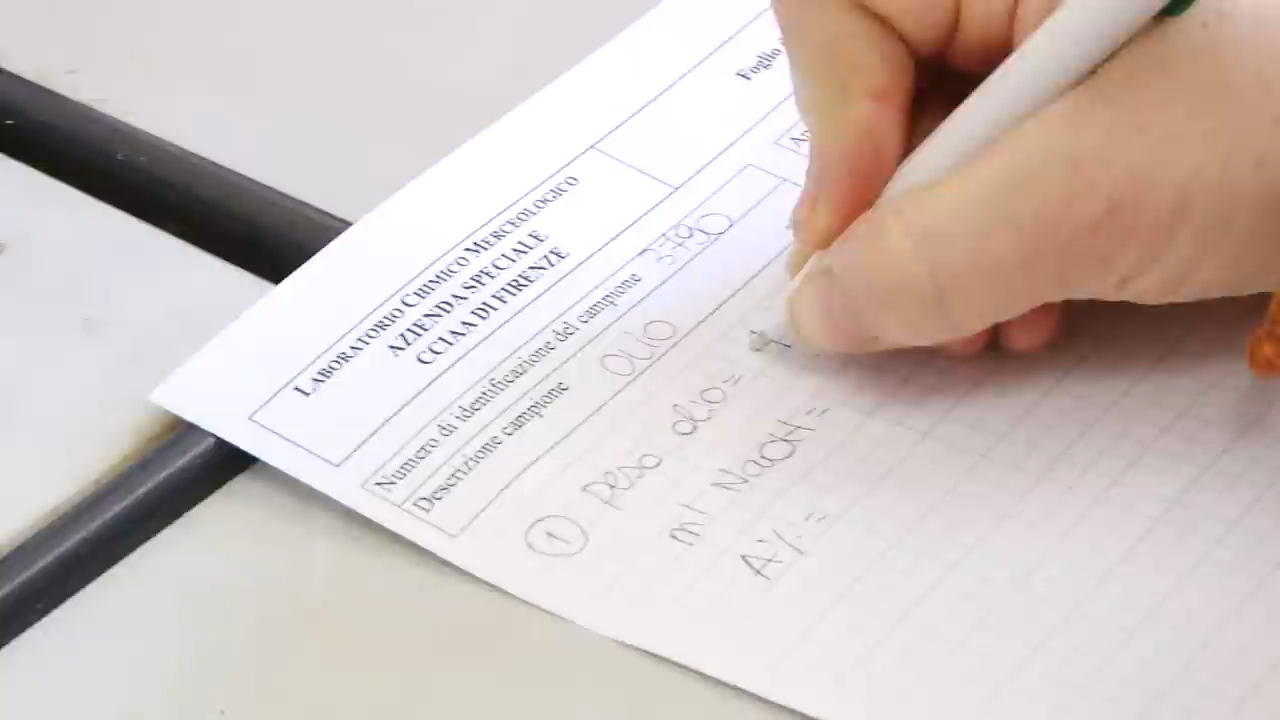 Foglio
LABORATORIO CHIMICO MERCEOLOGICO
AZIENDA SPECIALE
CCIAA DI FIRENZE
Numero di identificazione del campione 3790
Descrizione campione OLIO
1 peso olio=
ml NaOH=
A%=